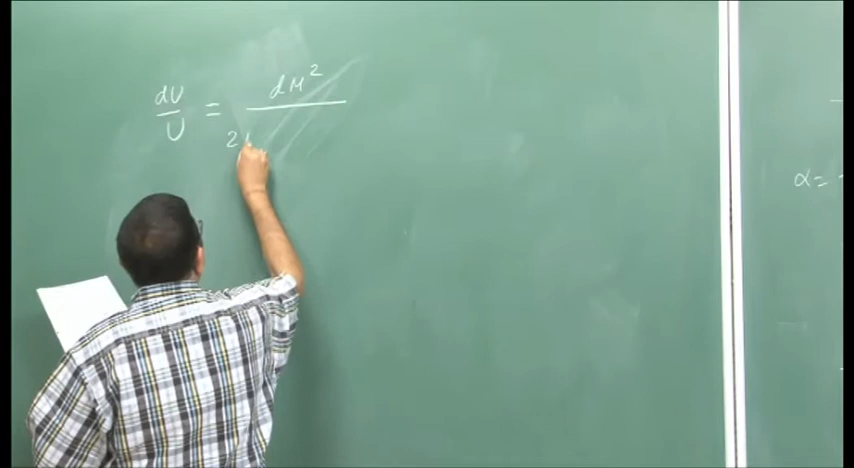 dU/U = dM²/2
α =